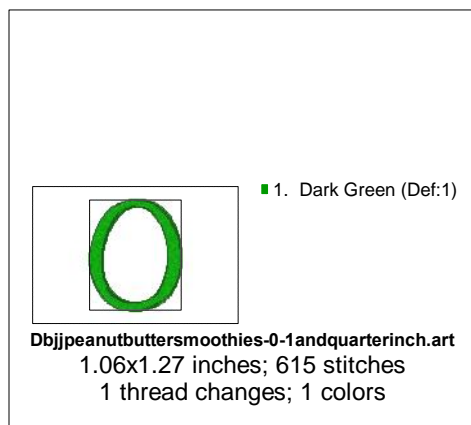 1. Dark Green (Def:1)
O
Dbjjpeanutbuttersmoothies-0-1andquarterinch.art
1.06x1.27 inches; 615 stitches
1 thread changes; 1 colors